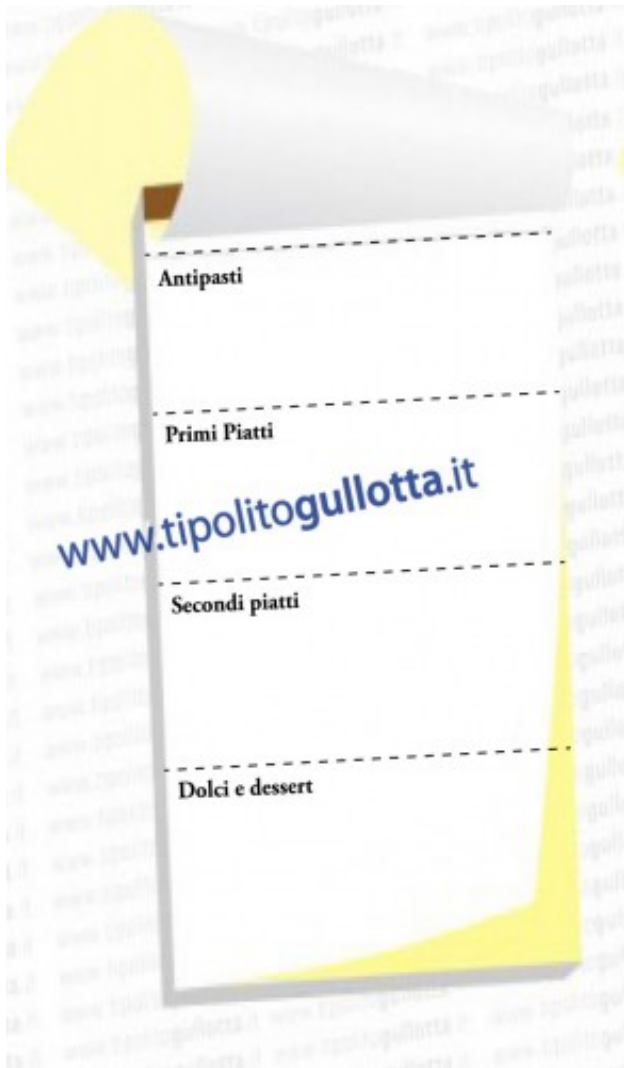 Antipasti
Primi Piatti
www.tipolitogullotta.it
Secondi piatti
Dolci e dessert